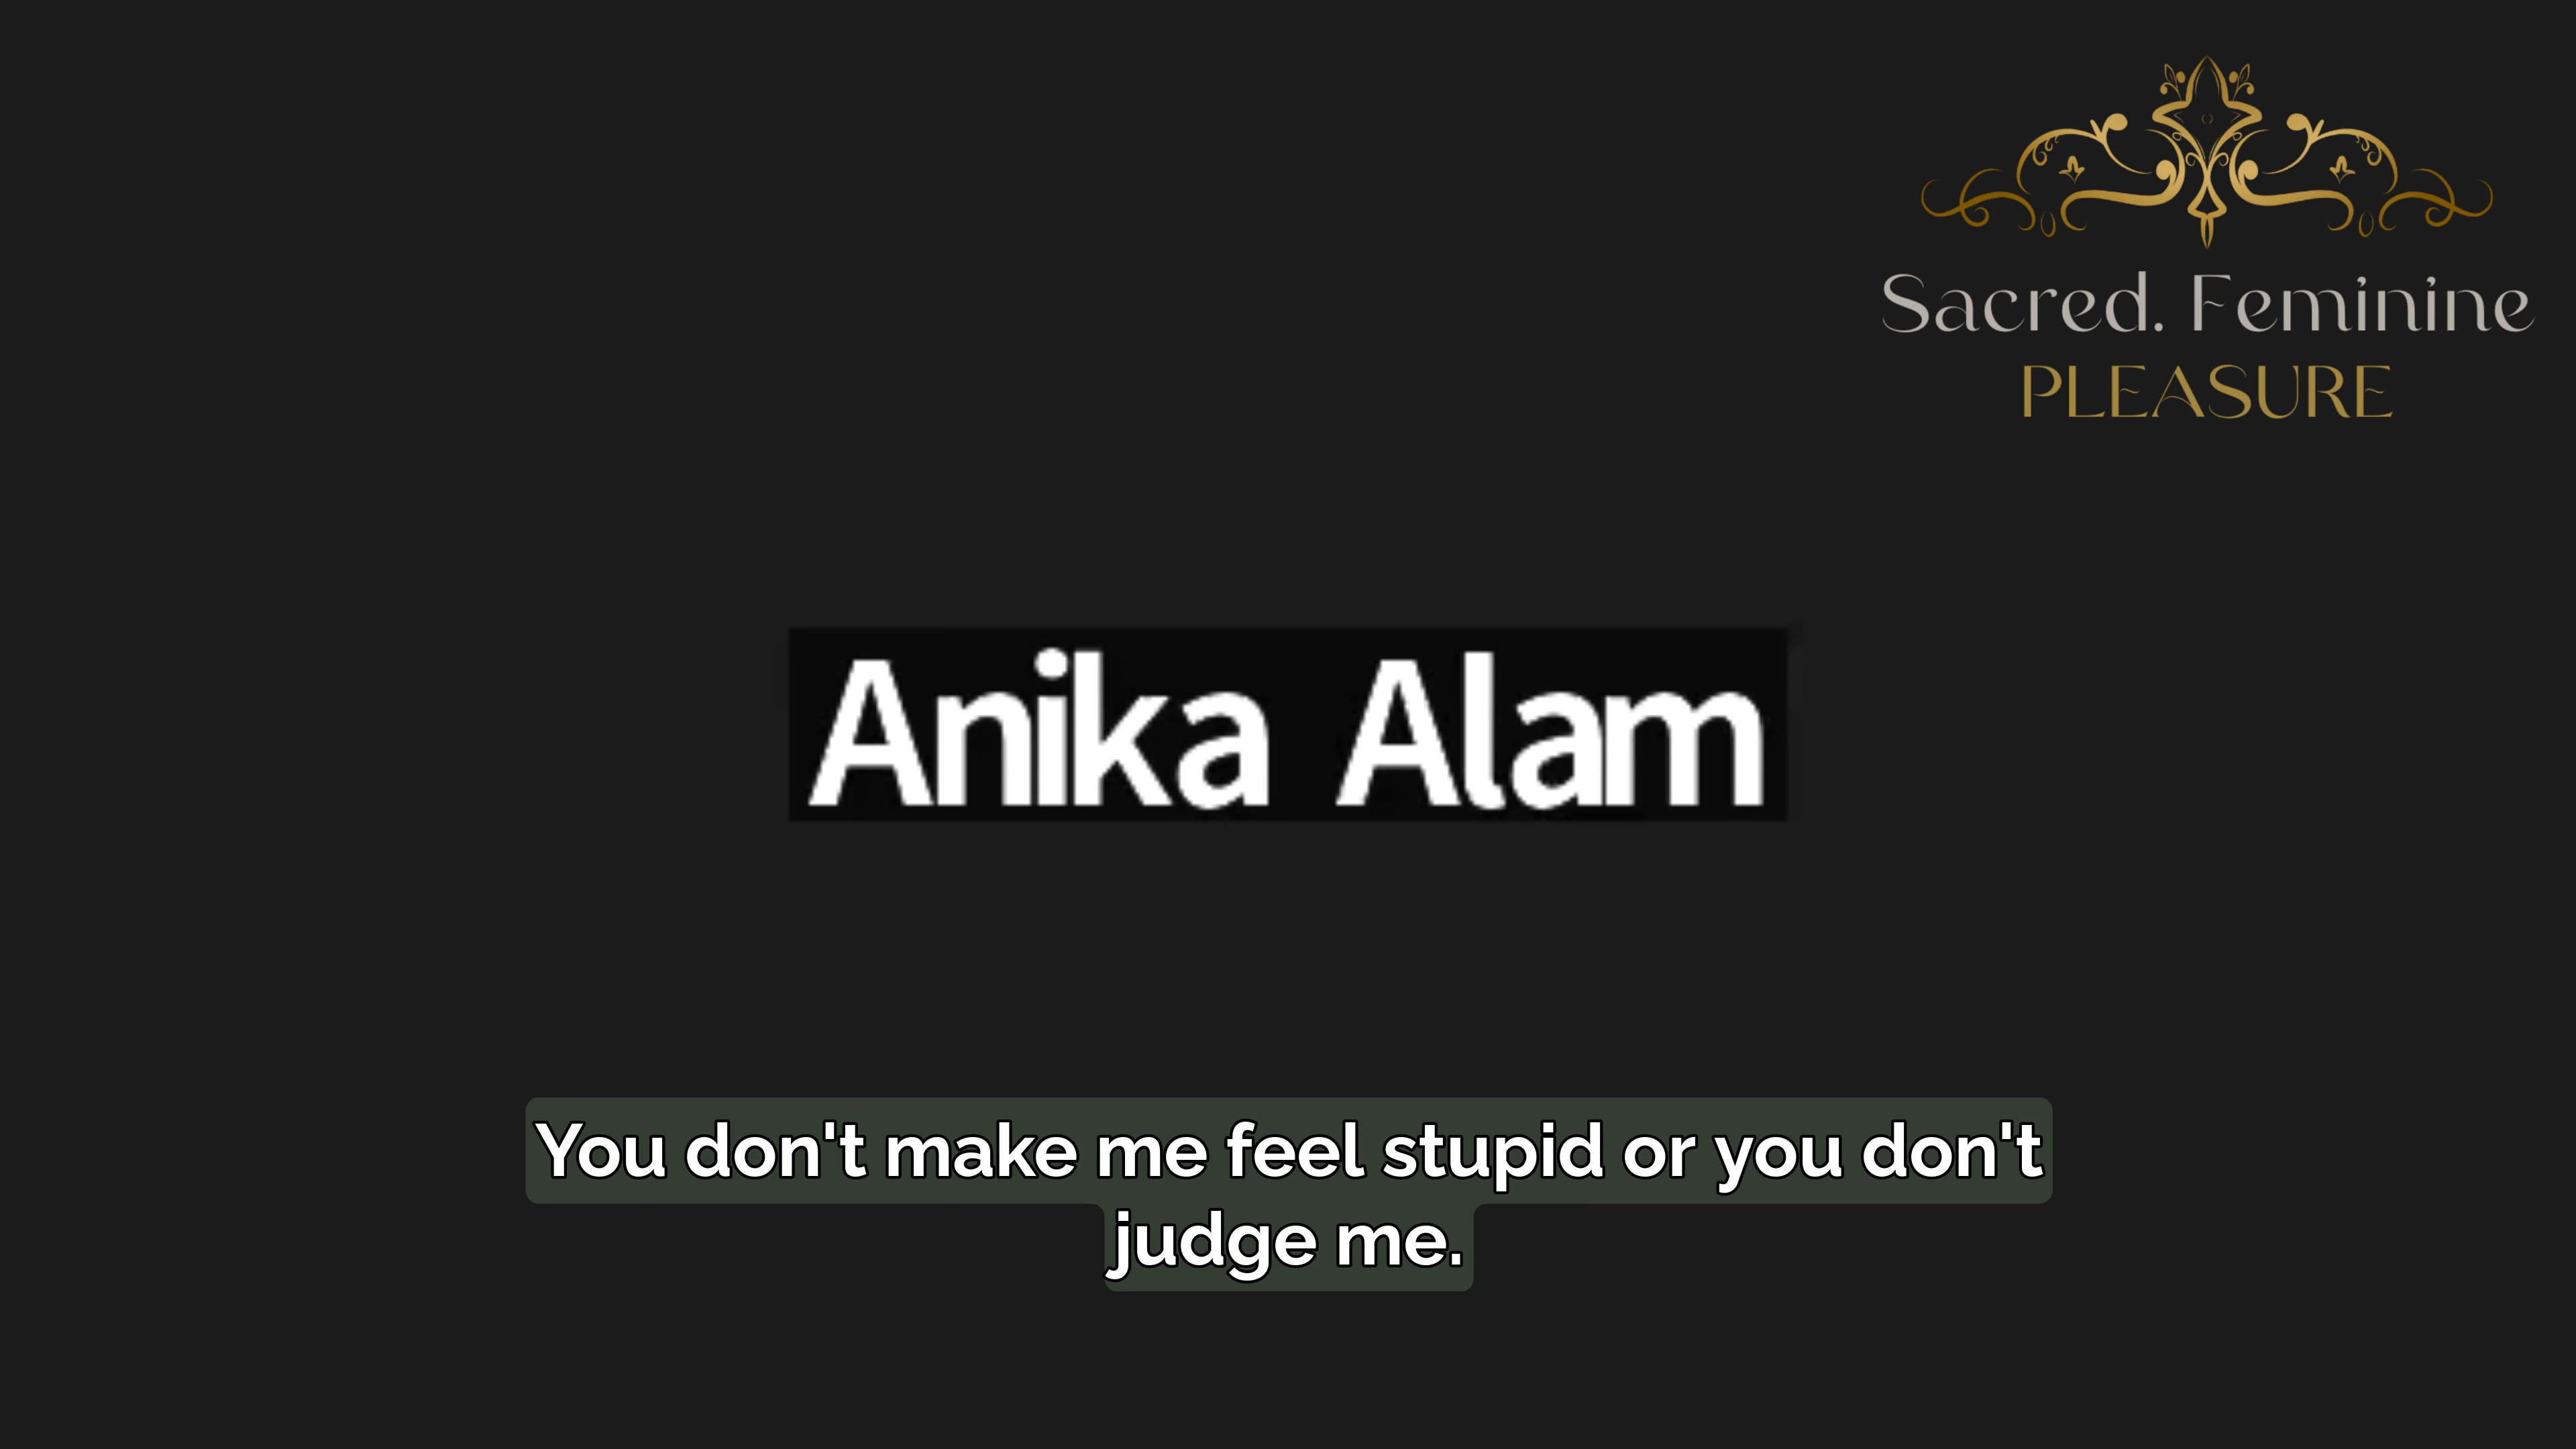 Sacred. Feminine
PLEASURE
Anika Alam
You don't make me feel stupid or you don't
judge me.